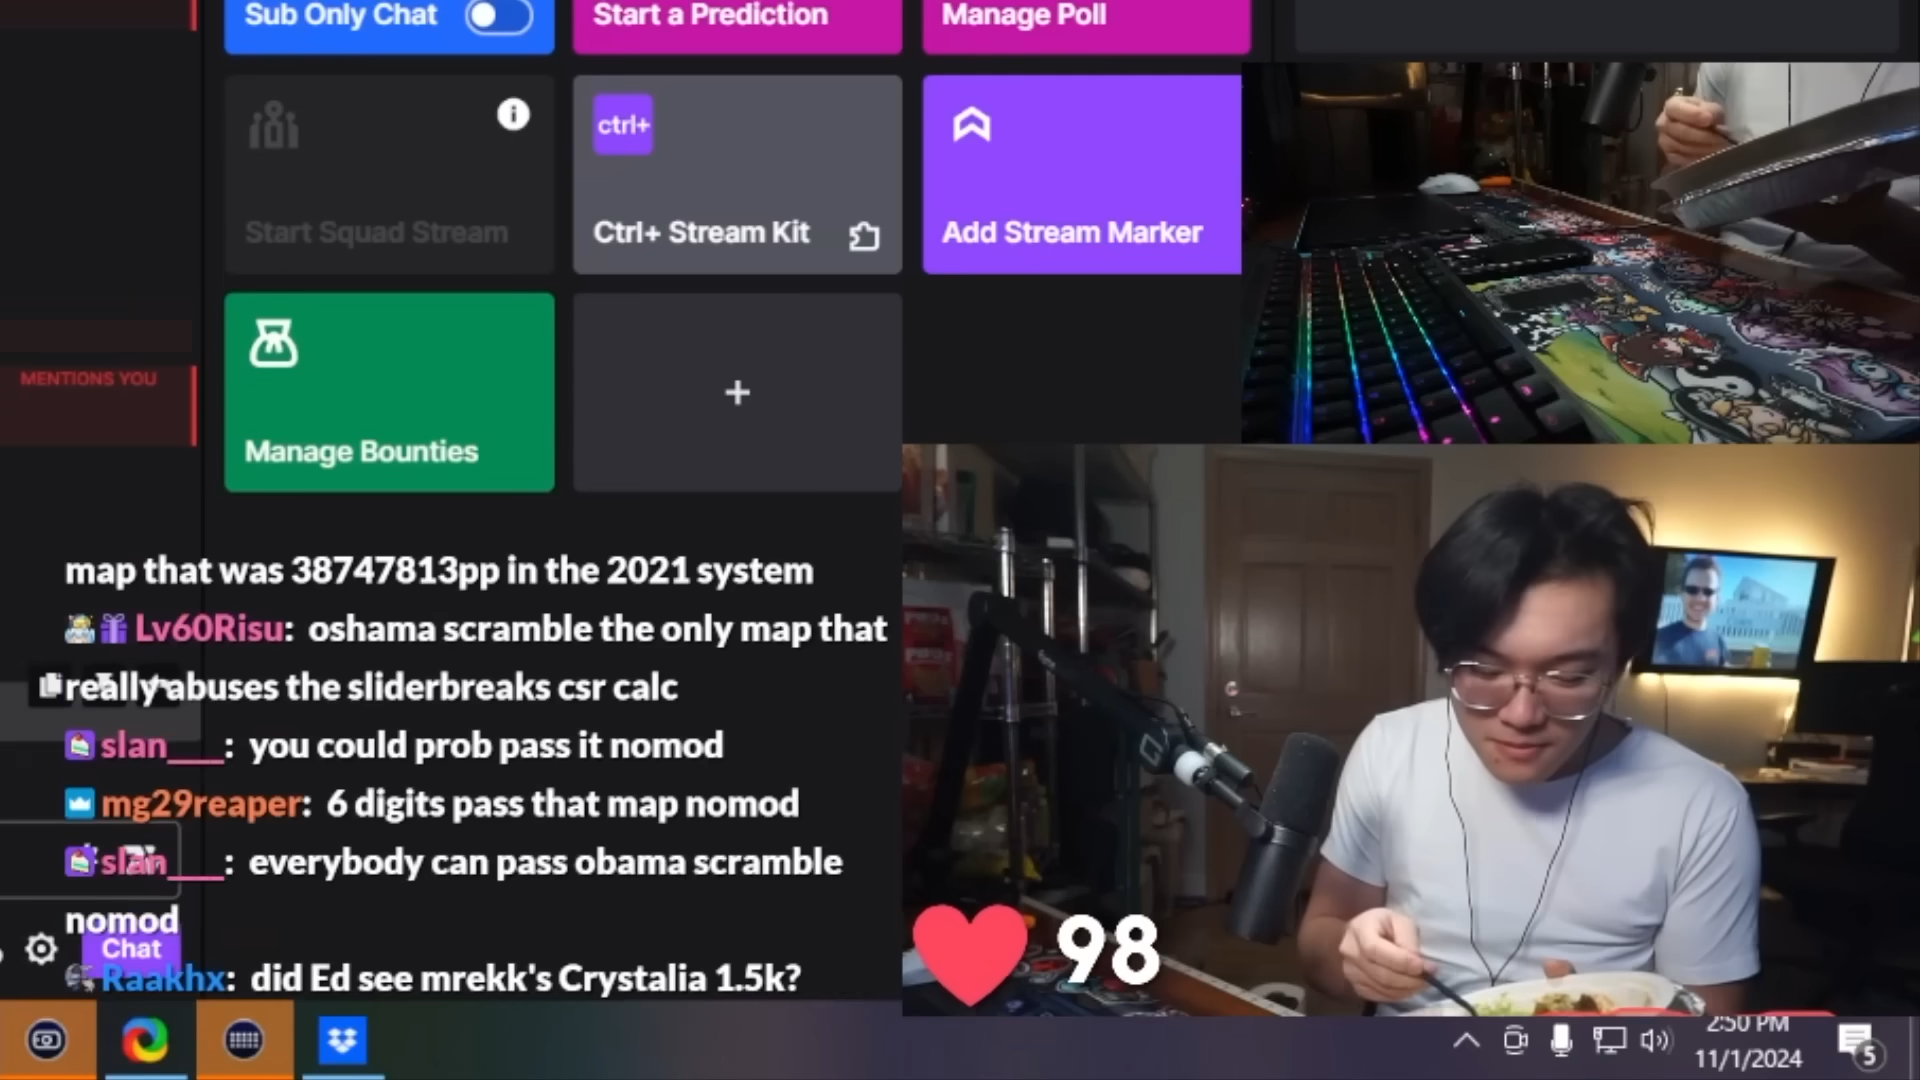 Sub Only Chat
Start a Prediction
Manage Poll
Start Squad Stream
ctrl+
Ctrl+ Stream Kit
Add Stream Marker
MENTIONS YOU
Manage Bounties
map that was 38747813pp in the 2021 system
Lv60Risu: oshama scramble the only map that
really abuses the sliderbreaks csr calc
slan___: you could prob pass it nomod
mg29reaper: 6 digits pass that map nomod
slan___: everybody can pass obama scramble
nomod
Chat
Raakhx: did Ed see mrekk's Crystalia 1.5k?
98
2:50 PM
11/1/2024
5